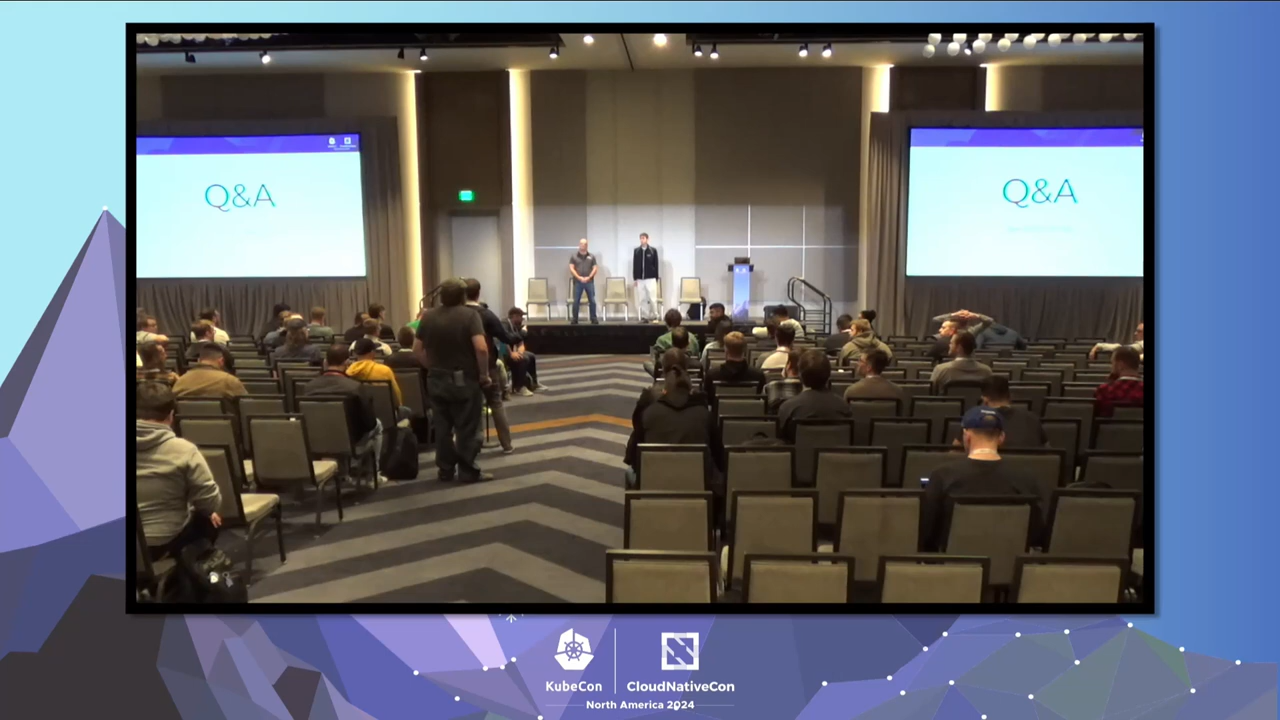 Q&A
Q&A
KubeCon
CloudNativeCon
North America 2024